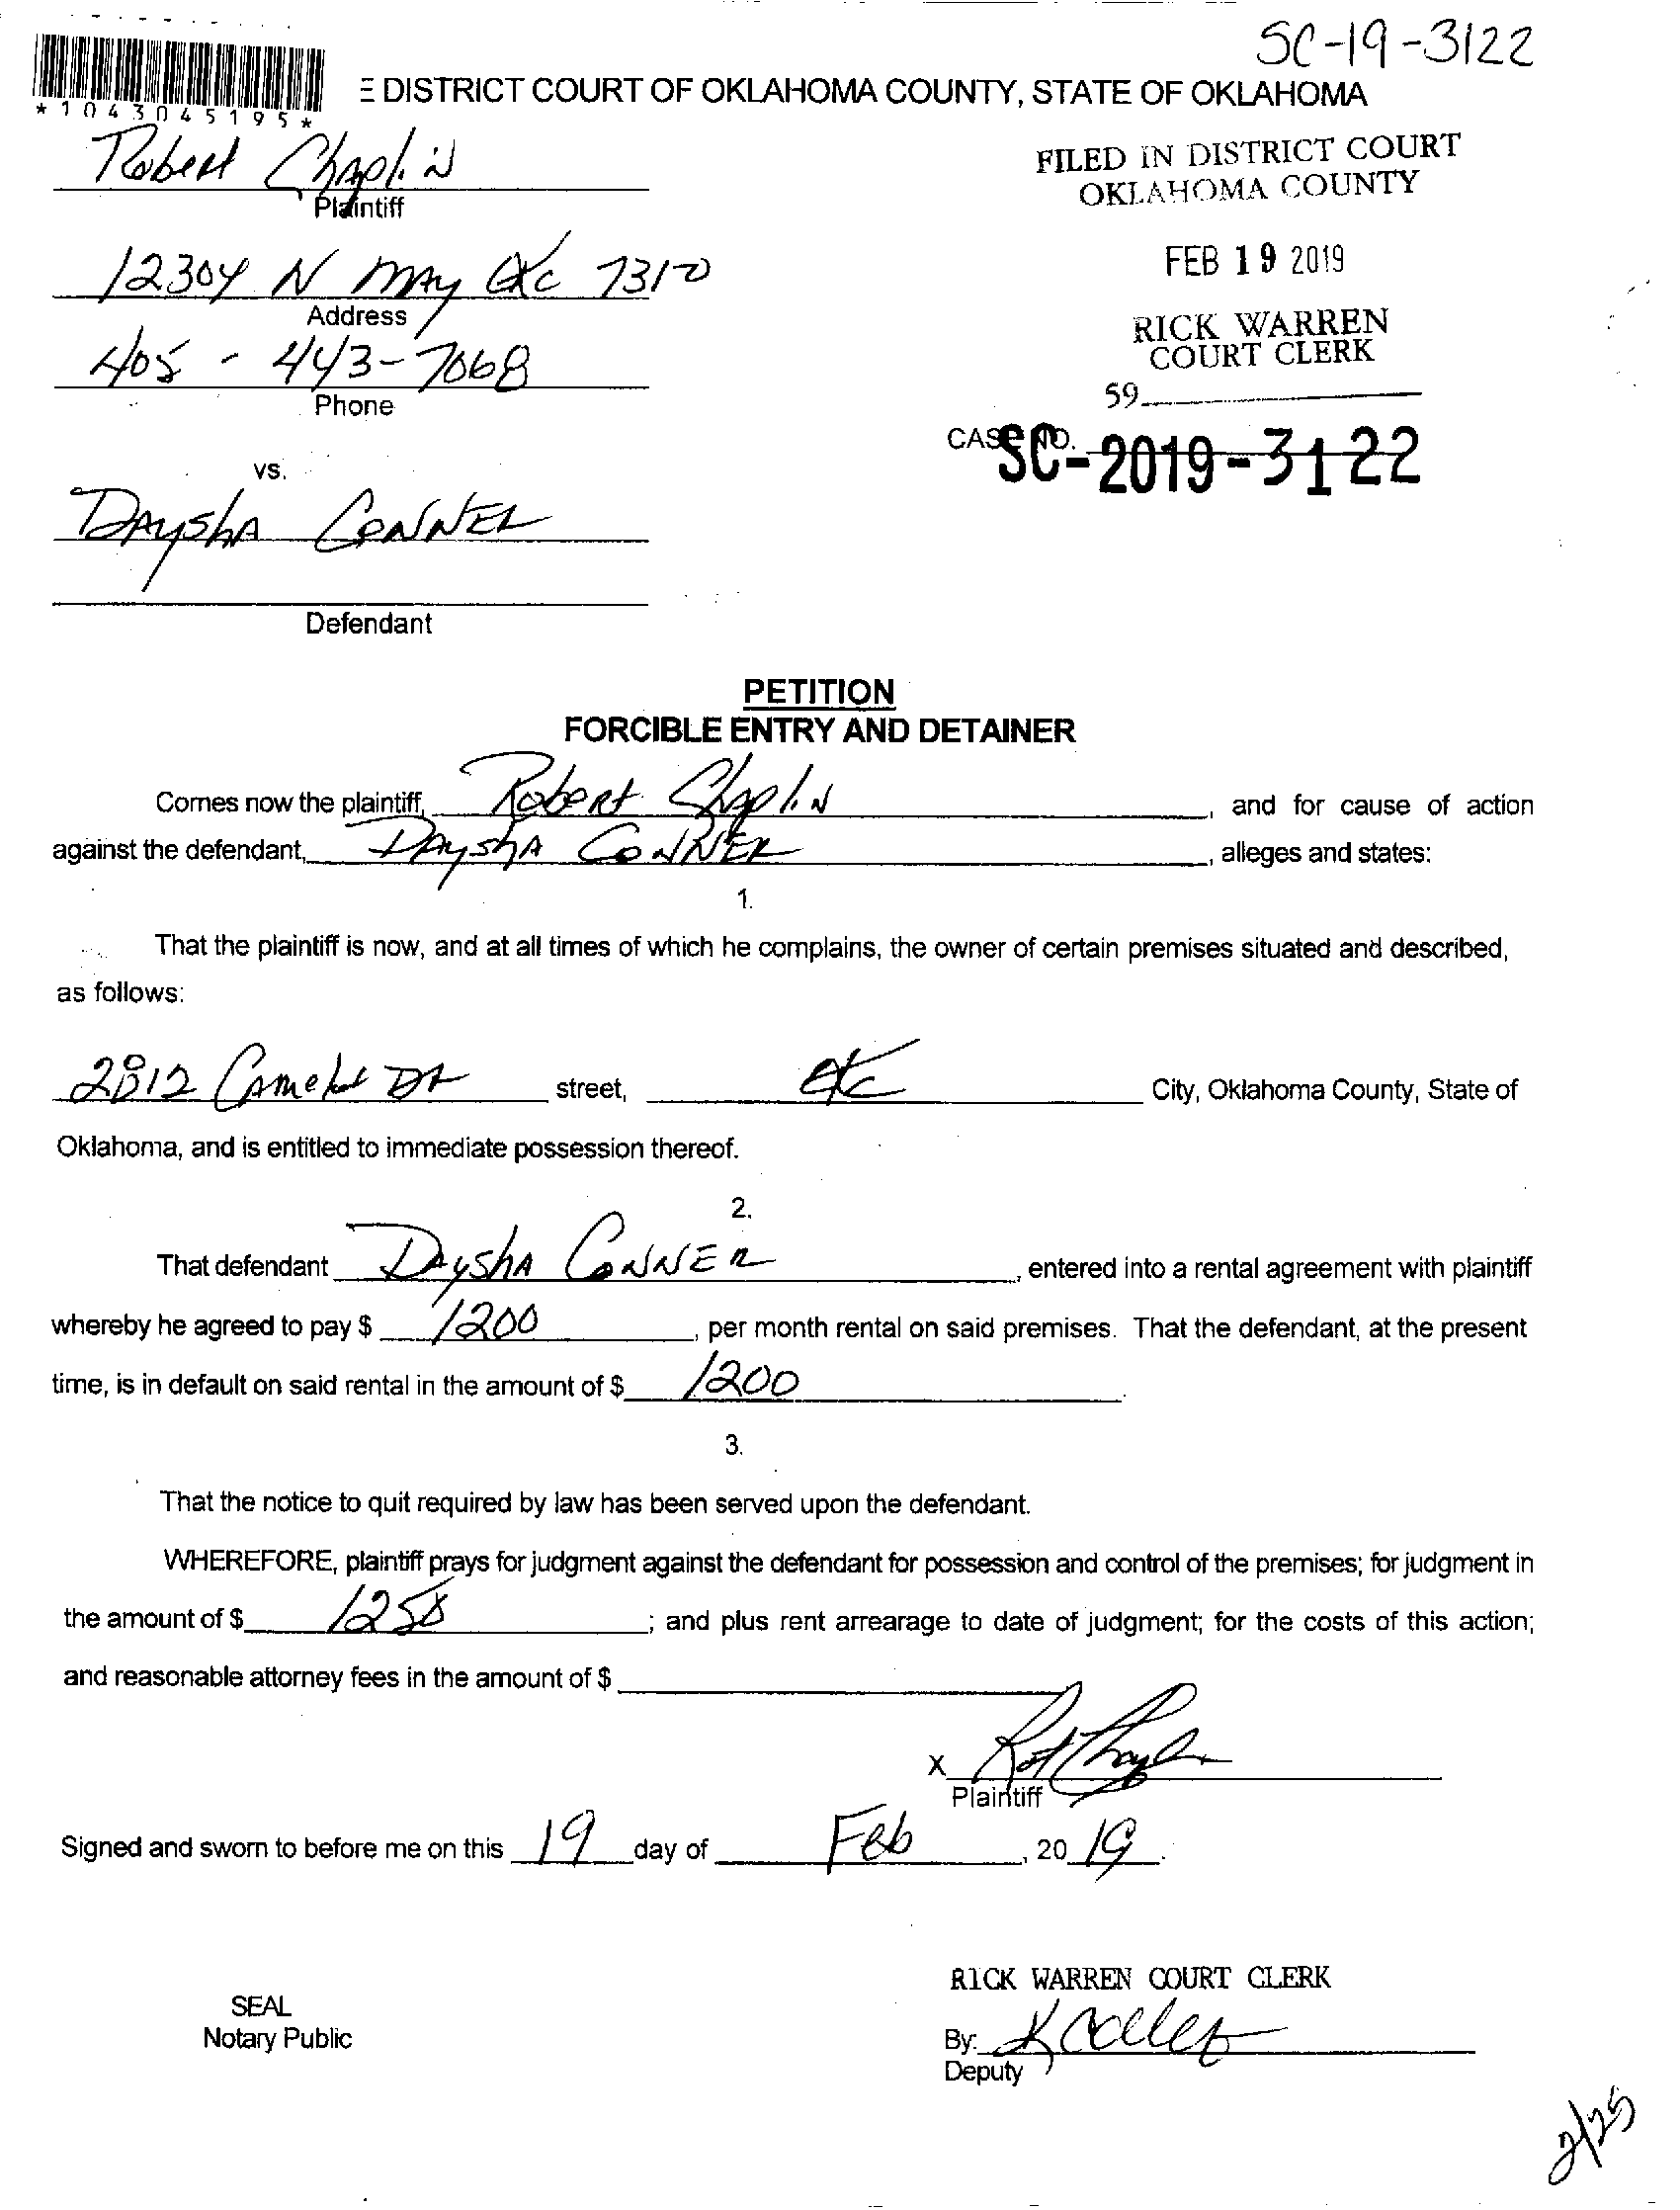 SC-19-3122
E DISTRICT COURT OF OKLAHOMA COUNTY, STATE OF OKLAHOMA
*1043045195*
Robert Chaplin
Plaintiff
FILED IN DISTRICT COURT
OKLAHOMA COUNTY
12304 N MAY OKC 7310
Address
FEB 19 2019
405 - 443-7068
Phone
RICK WARREN
COURT CLERK
59
CASE NO.
SC-2019-3122
vs.
DAYShA CONNER
Defendant
PETITION
FORCIBLE ENTRY AND DETAINER
Comes now the plaintiff, Robert Chaplin, and for cause of action
against the defendant, DAYShA CONNER, alleges and states:
1.
That the plaintiff is now, and at all times of which he complains, the owner of certain premises situated and described,
as follows:
2812 Camelot DR street, OKC City, Oklahoma County, State of
Oklahoma, and is entitled to immediate possession thereof.
2.
That defendant DAYShA CONNER, entered into a rental agreement with plaintiff
whereby he agreed to pay $ 1200, per month rental on said premises. That the defendant, at the present
time, is in default on said rental in the amount of $ 1200.
3.
That the notice to quit required by law has been served upon the defendant.
WHEREFORE, plaintiff prays for judgment against the defendant for possession and control of the premises; for judgment in
the amount of $ 1258; and plus rent arrearage to date of judgment; for the costs of this action;
and reasonable attorney fees in the amount of $
X
Plaintiff
Signed and sworn to before me on this 19 day of Feb, 20 19.
RICK WARREN COURT CLERK
SEAL
Notary Public
By:
Deputy
2/25